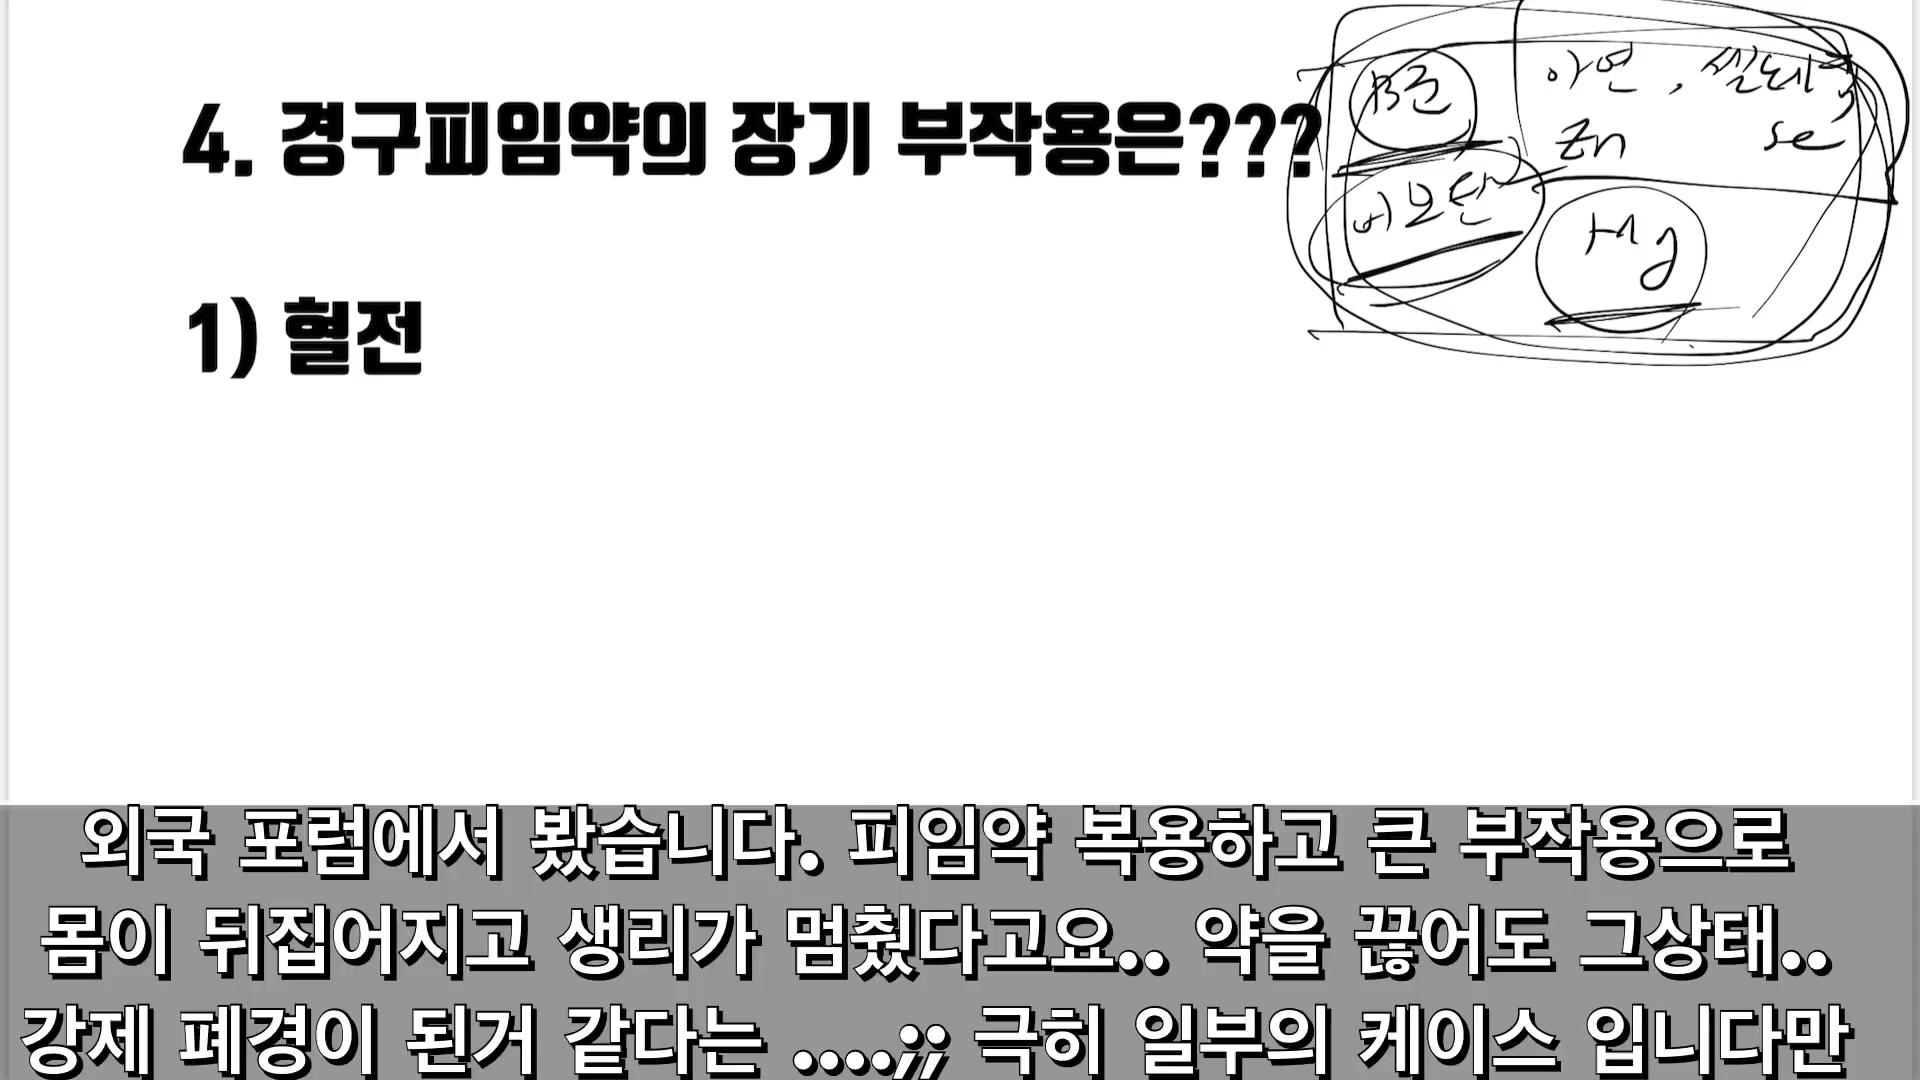 4. 경구피임약의 장기 부작용은???
B군
아연, 씰레늄
Zn Se
비오틴
Mg
1) 혈전
외국 포럼에서 봤습니다. 피임약 복용하고 큰 부작용으로
몸이 뒤집어지고 생리가 멈췄다고요.. 약을 끊어도 그상태..
강제 폐경이 된거 같다는 ....;; 극히 일부의 케이스 입니다만